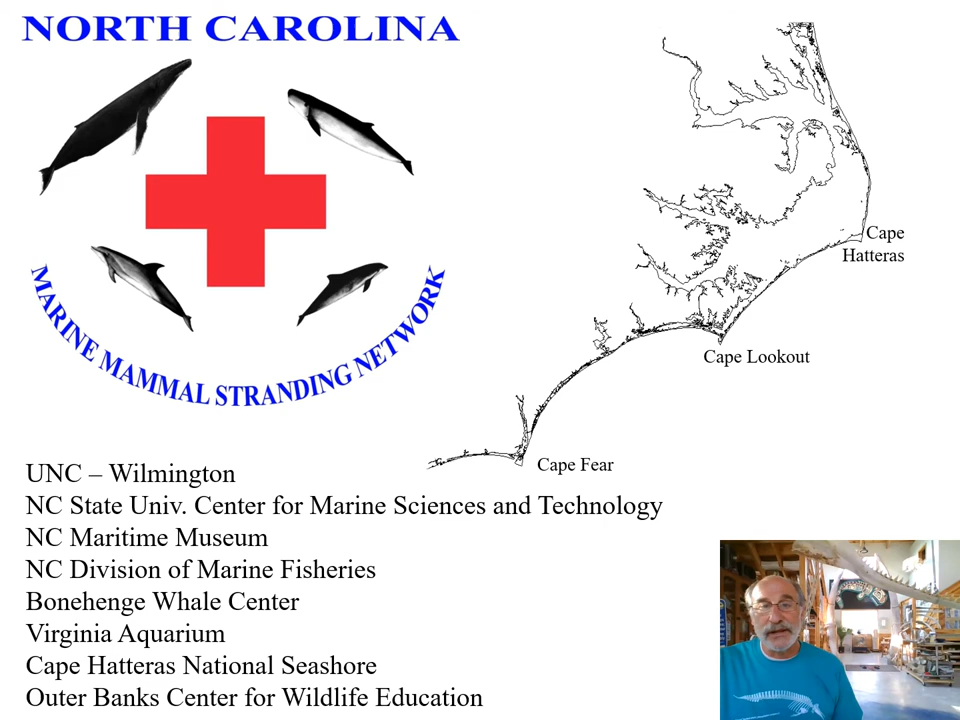 NORTH CAROLINA
MARINE MAMMAL STRANDING NETWORK
Cape
Hatteras
Cape Lookout
Cape Fear
UNC – Wilmington
NC State Univ. Center for Marine Sciences and Technology
NC Maritime Museum
NC Division of Marine Fisheries
Bonehenge Whale Center
Virginia Aquarium
Cape Hatteras National Seashore
Outer Banks Center for Wildlife Education